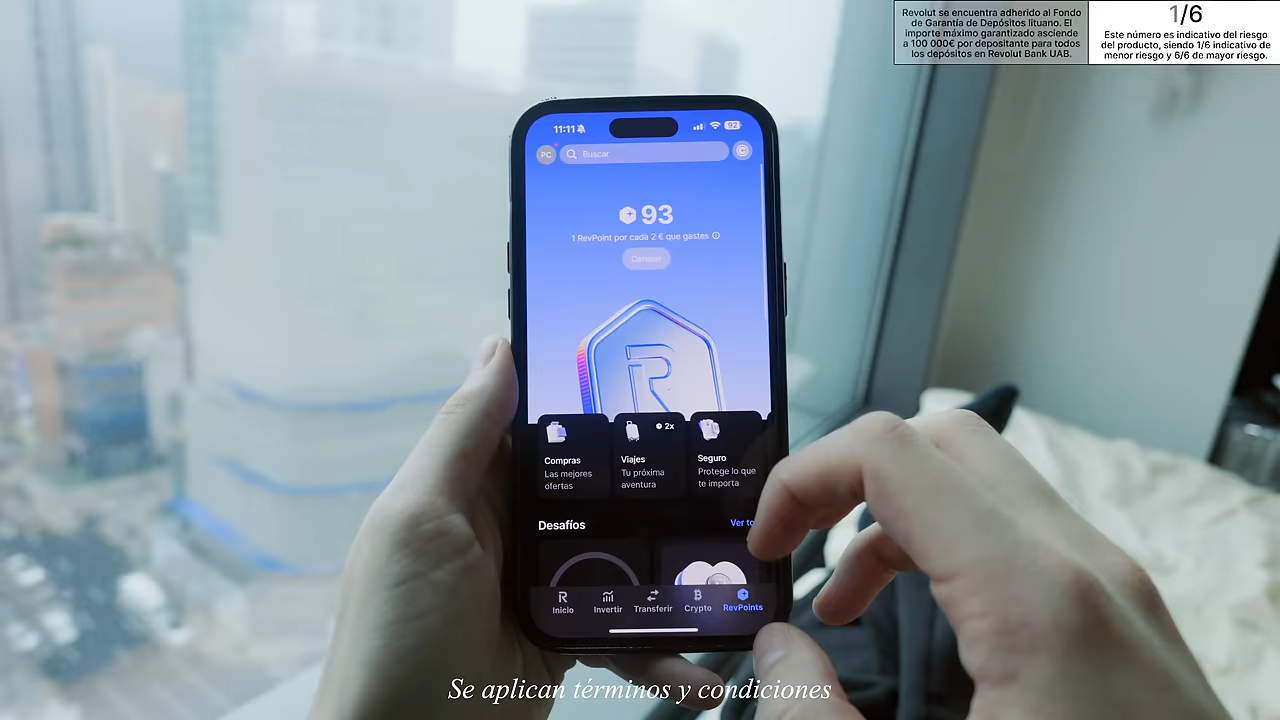 Revolut se encuentra adherido al Fondo
de Garantía de Depósitos lituano. El
importe máximo garantizado asciende
a 100 000€ por depositante para todos
los depósitos en Revolut Bank UAB.
1/6
Este número es indicativo del riesgo
del producto, siendo 1/6 indicativo de
menor riesgo y 6/6 de mayor riesgo.
11:11
92
PC
Buscar
93
1 RevPoint por cada 2 € que gastes
Canjear
2x
Compras
Las mejores
ofertas
Viajes
Tu próxima
aventura
Seguro
Protege lo que
te importa
Desafíos
Ver
Inicio
Invertir
Transferir
Crypto
RevPoints
Se aplican términos y condiciones